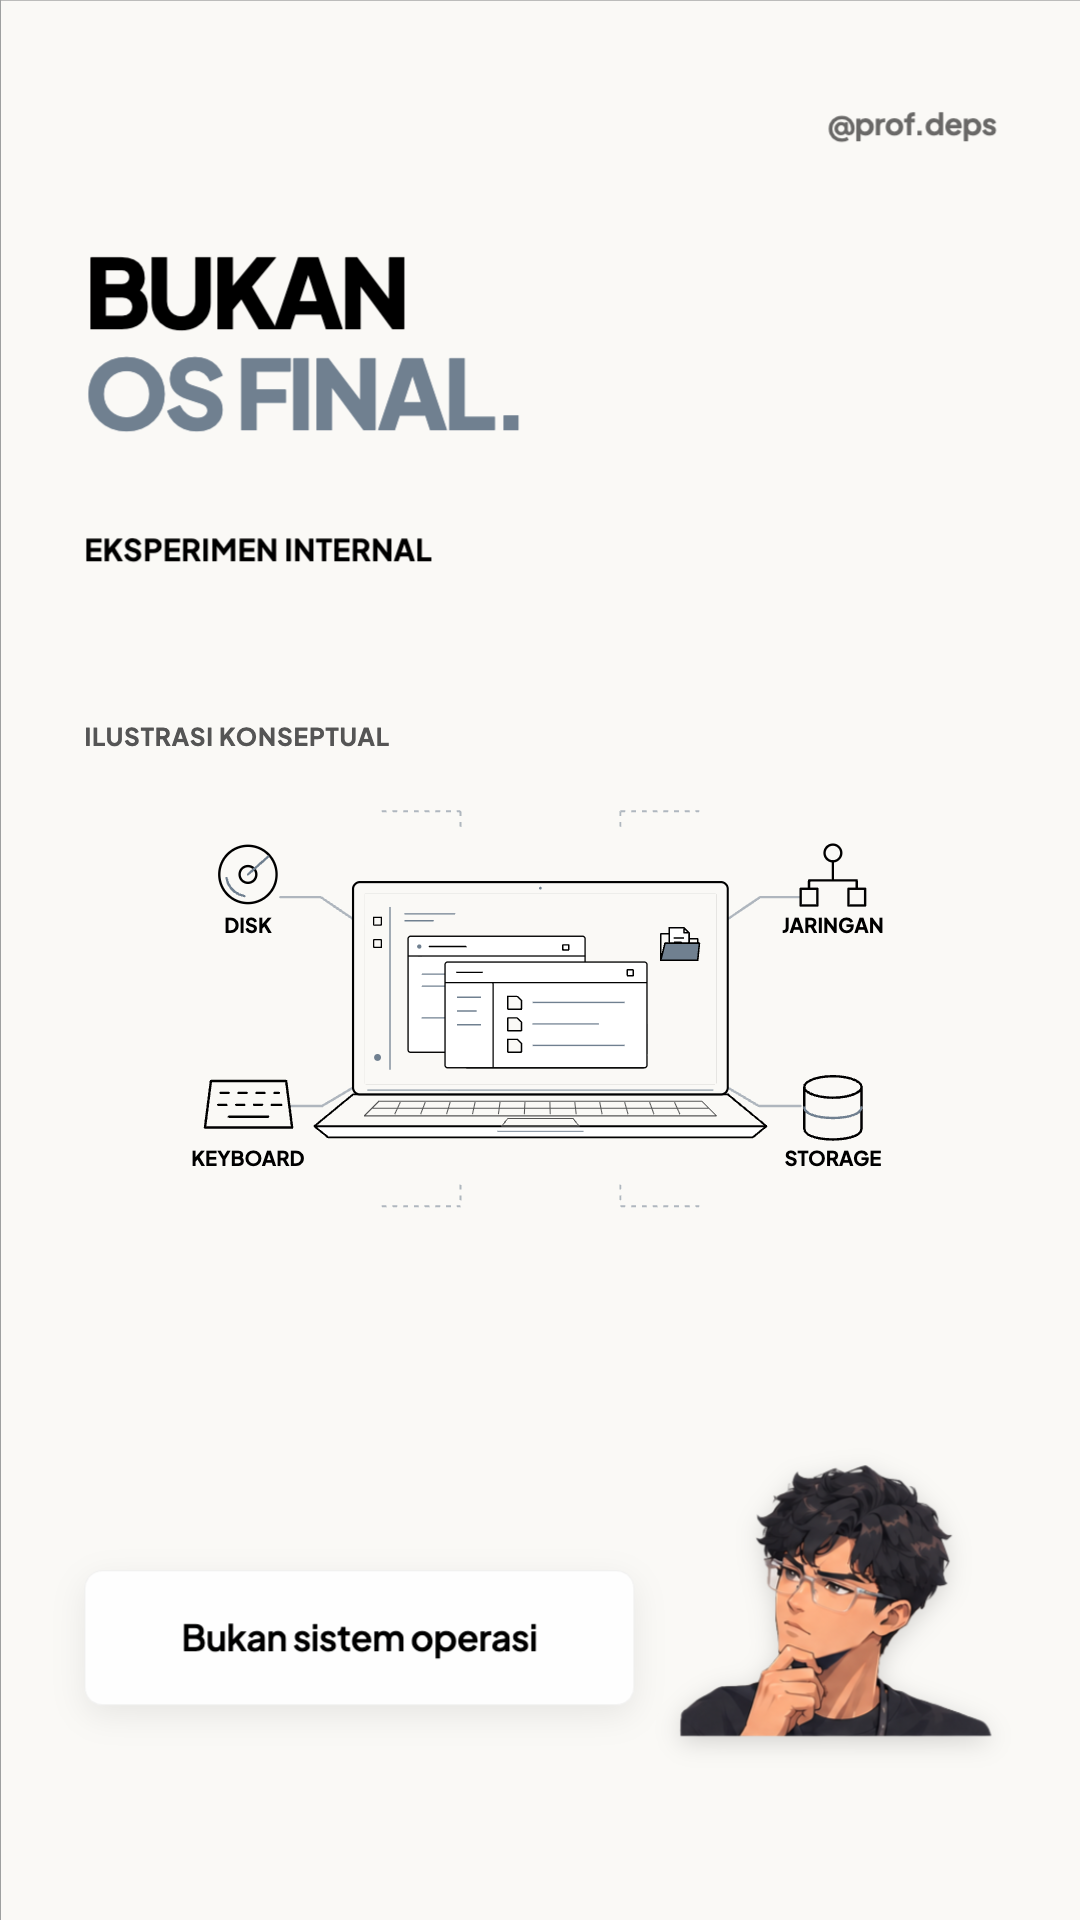 @prof.deps
BUKAN
OS FINAL.
EKSPERIMEN INTERNAL
ILUSTRASI KONSEPTUAL
DISK
JARINGAN
KEYBOARD
STORAGE
Bukan sistem operasi